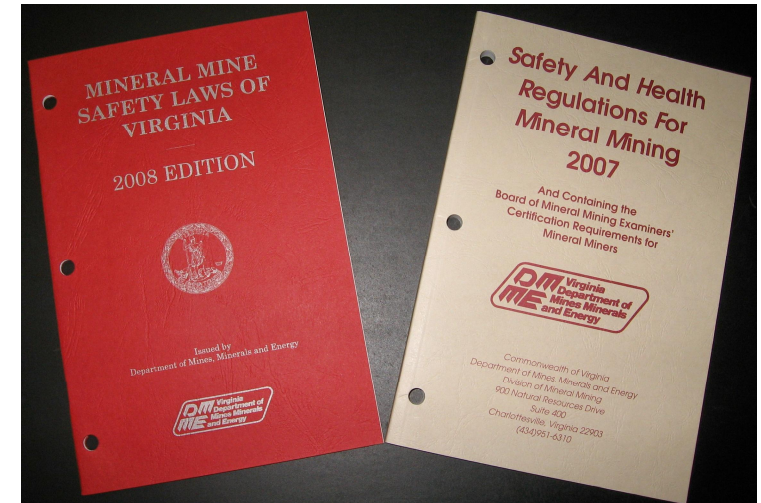 MINERAL MINE
SAFETY LAWS OF
VIRGINIA
2008 EDITION
Issued by
Department of Mines, Minerals and Energy
DMME
Virginia
Department of
Mines Minerals
and Energy
Safety And Health
Regulations For
Mineral Mining
2007
And Containing the
Board of Mineral Mining Examiners'
Certification Requirements for
Mineral Miners
DMME
Virginia
Department of
Mines Minerals
and Energy
Commonwealth of Virginia
Department of Mines, Minerals and Energy
Division of Mineral Mining
900 Natural Resources Drive
Suite 400
Charlottesville, Virginia 22903
(434)951-6310